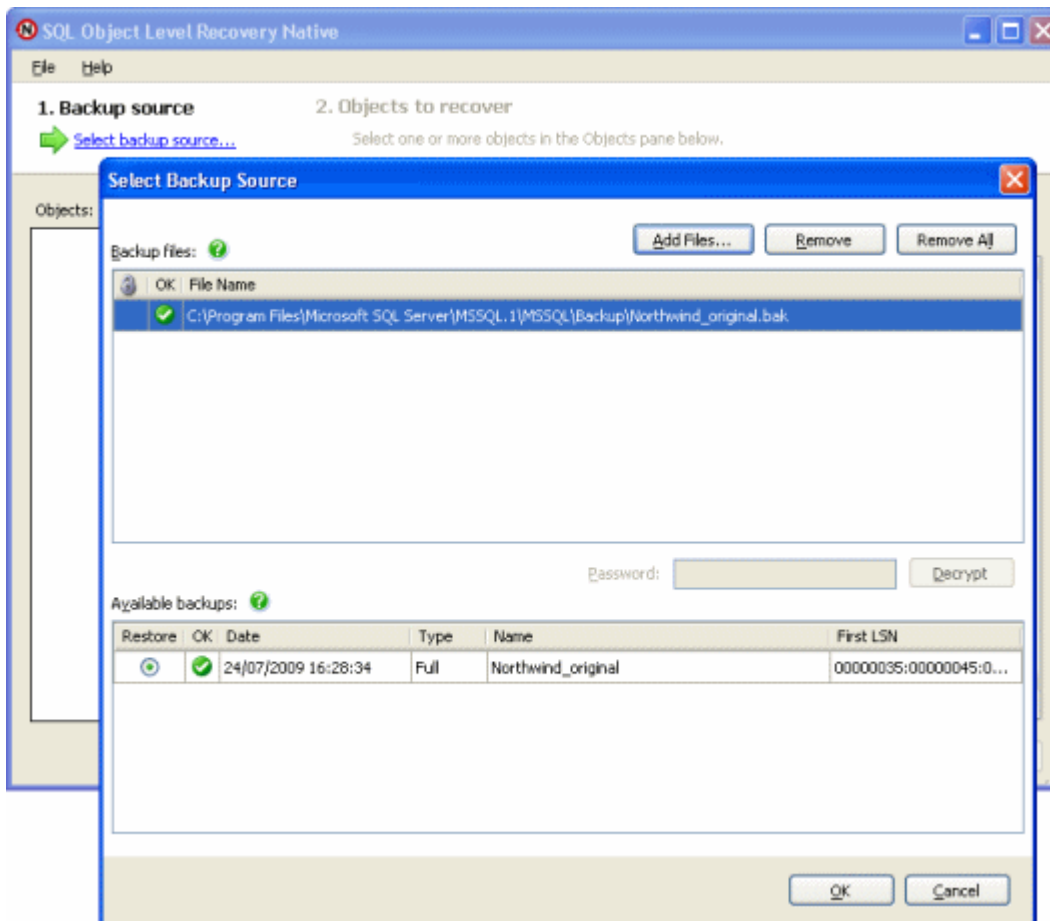 SQL Object Level Recovery Native
File Help
1. Backup source 2. Objects to recover
Select backup source... Select one or more objects in the Objects pane below.
Select Backup Source
Objects:
Backup files: Add Files... Remove Remove All
OK File Name
C:\Program Files\Microsoft SQL Server\MSSQL.1\MSSQL\Backup\Northwind_original.bak
Password: Decrypt
Available backups:
Restore OK Date Type Name First LSN
24/07/2009 16:28:34 Full Northwind_original 00000035:00000045:0...
OK Cancel